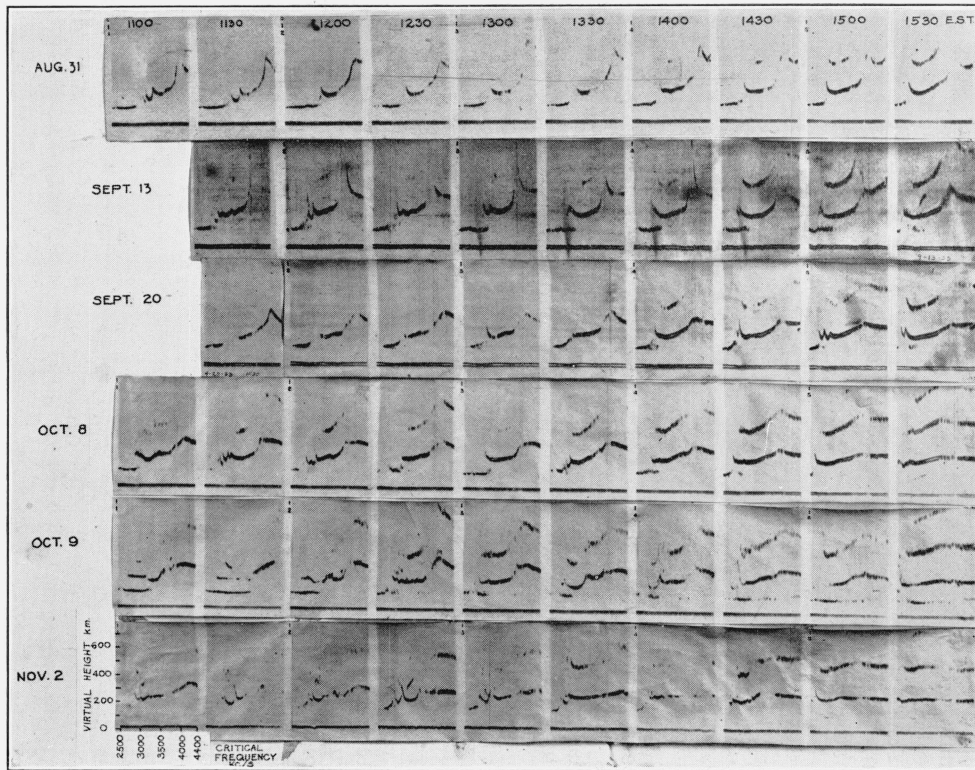 1100 1130 1200 1230 1300 1330 1400 1430 1500 1530 E.S.T.
AUG. 31
SEPT. 13
SEPT. 20
OCT. 8
OCT. 9
NOV. 2
VIRTUAL HEIGHT km.
600
400
200
0
2500 3000 3500 4000 4400
CRITICAL
FREQUENCY
KC/S